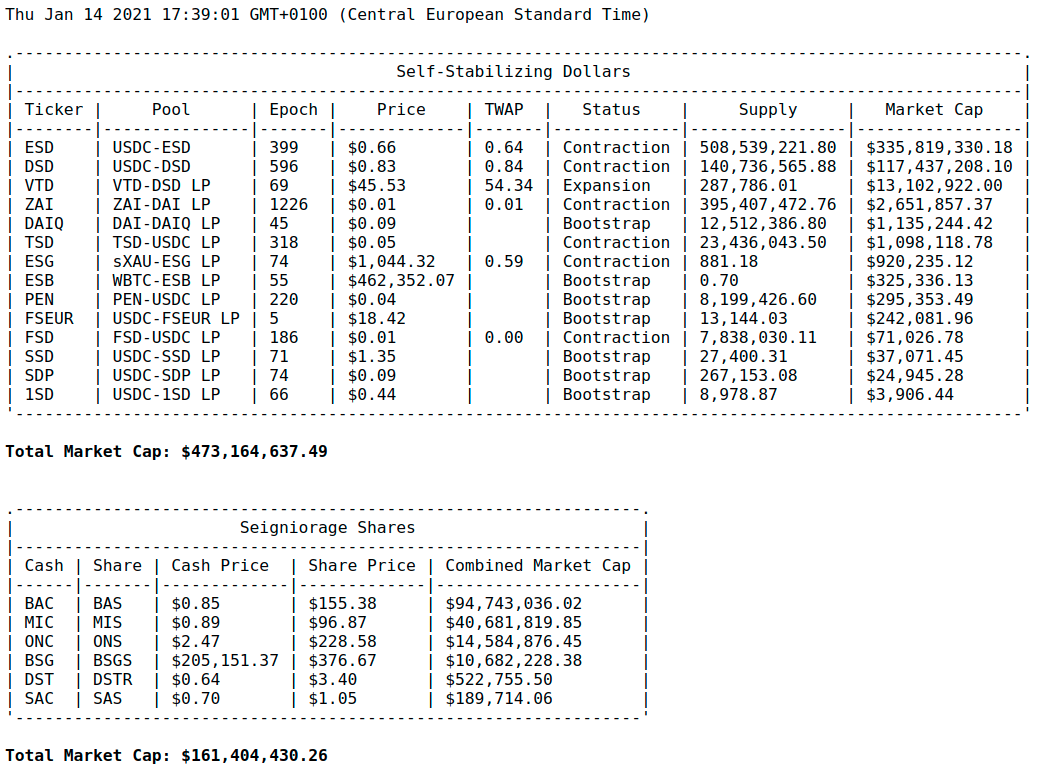 Thu Jan 14 2021 17:39:01 GMT+0100 (Central European Standard Time)
Self-Stabilizing Dollars
| Ticker | Pool | Epoch | Price | TWAP | Status | Supply | Market Cap |
| ESD | USDC-ESD | 399 | $0.66 | 0.64 | Contraction | 508,539,221.80 | $335,819,330.18 |
| DSD | USDC-DSD | 596 | $0.83 | 0.84 | Contraction | 140,736,565.88 | $117,437,208.10 |
| VTD | VTD-DSD LP | 69 | $45.53 | 54.34 | Expansion | 287,786.01 | $13,102,922.00 |
| ZAI | ZAI-DAI LP | 1226 | $0.01 | 0.01 | Contraction | 395,407,472.76 | $2,651,857.37 |
| DAIQ | DAI-DAIQ LP | 45 | $0.09 | | Bootstrap | 12,512,386.80 | $1,135,244.42 |
| TSD | TSD-USDC LP | 318 | $0.05 | | Contraction | 23,436,043.50 | $1,098,118.78 |
| ESG | sXAU-ESG LP | 74 | $1,044.32 | 0.59 | Contraction | 881.18 | $920,235.12 |
| ESB | WBTC-ESB LP | 55 | $462,352.07 | | Bootstrap | 0.70 | $325,336.13 |
| PEN | PEN-USDC LP | 220 | $0.04 | | Bootstrap | 8,199,426.60 | $295,353.49 |
| FSEUR | USDC-FSEUR LP | 5 | $18.42 | | Bootstrap | 13,144.03 | $242,081.96 |
| FSD | FSD-USDC LP | 186 | $0.01 | 0.00 | Contraction | 7,838,030.11 | $71,026.78 |
| SSD | USDC-SSD LP | 71 | $1.35 | | Bootstrap | 27,400.31 | $37,071.45 |
| SDP | USDC-SDP LP | 74 | $0.09 | | Bootstrap | 267,153.08 | $24,945.28 |
| 1SD | USDC-1SD LP | 66 | $0.44 | | Bootstrap | 8,978.87 | $3,906.44 |
Total Market Cap: $473,164,637.49
Seigniorage Shares
| Cash | Share | Cash Price | Share Price | Combined Market Cap |
| BAC | BAS | $0.85 | $155.38 | $94,743,036.02 |
| MIC | MIS | $0.89 | $96.87 | $40,681,819.85 |
| ONC | ONS | $2.47 | $228.58 | $14,584,876.45 |
| BSG | BSGS | $205,151.37 | $376.67 | $10,682,228.38 |
| DST | DSTR | $0.64 | $3.40 | $522,755.50 |
| SAC | SAS | $0.70 | $1.05 | $189,714.06 |
Total Market Cap: $161,404,430.26